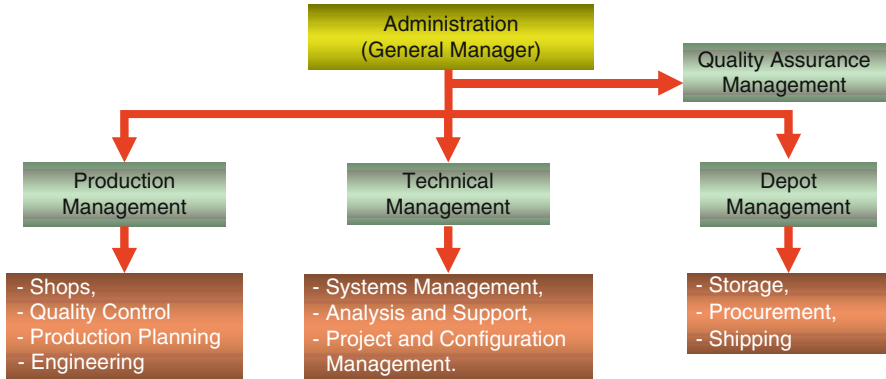 Administration
(General Manager)
Quality Assurance
Management
Production
Management
Technical
Management
Depot
Management
- Shops,
- Quality Control
- Production Planning
- Engineering
- Systems Management,
- Analysis and Support,
- Project and Configuration
Management.
- Storage,
- Procurement,
- Shipping